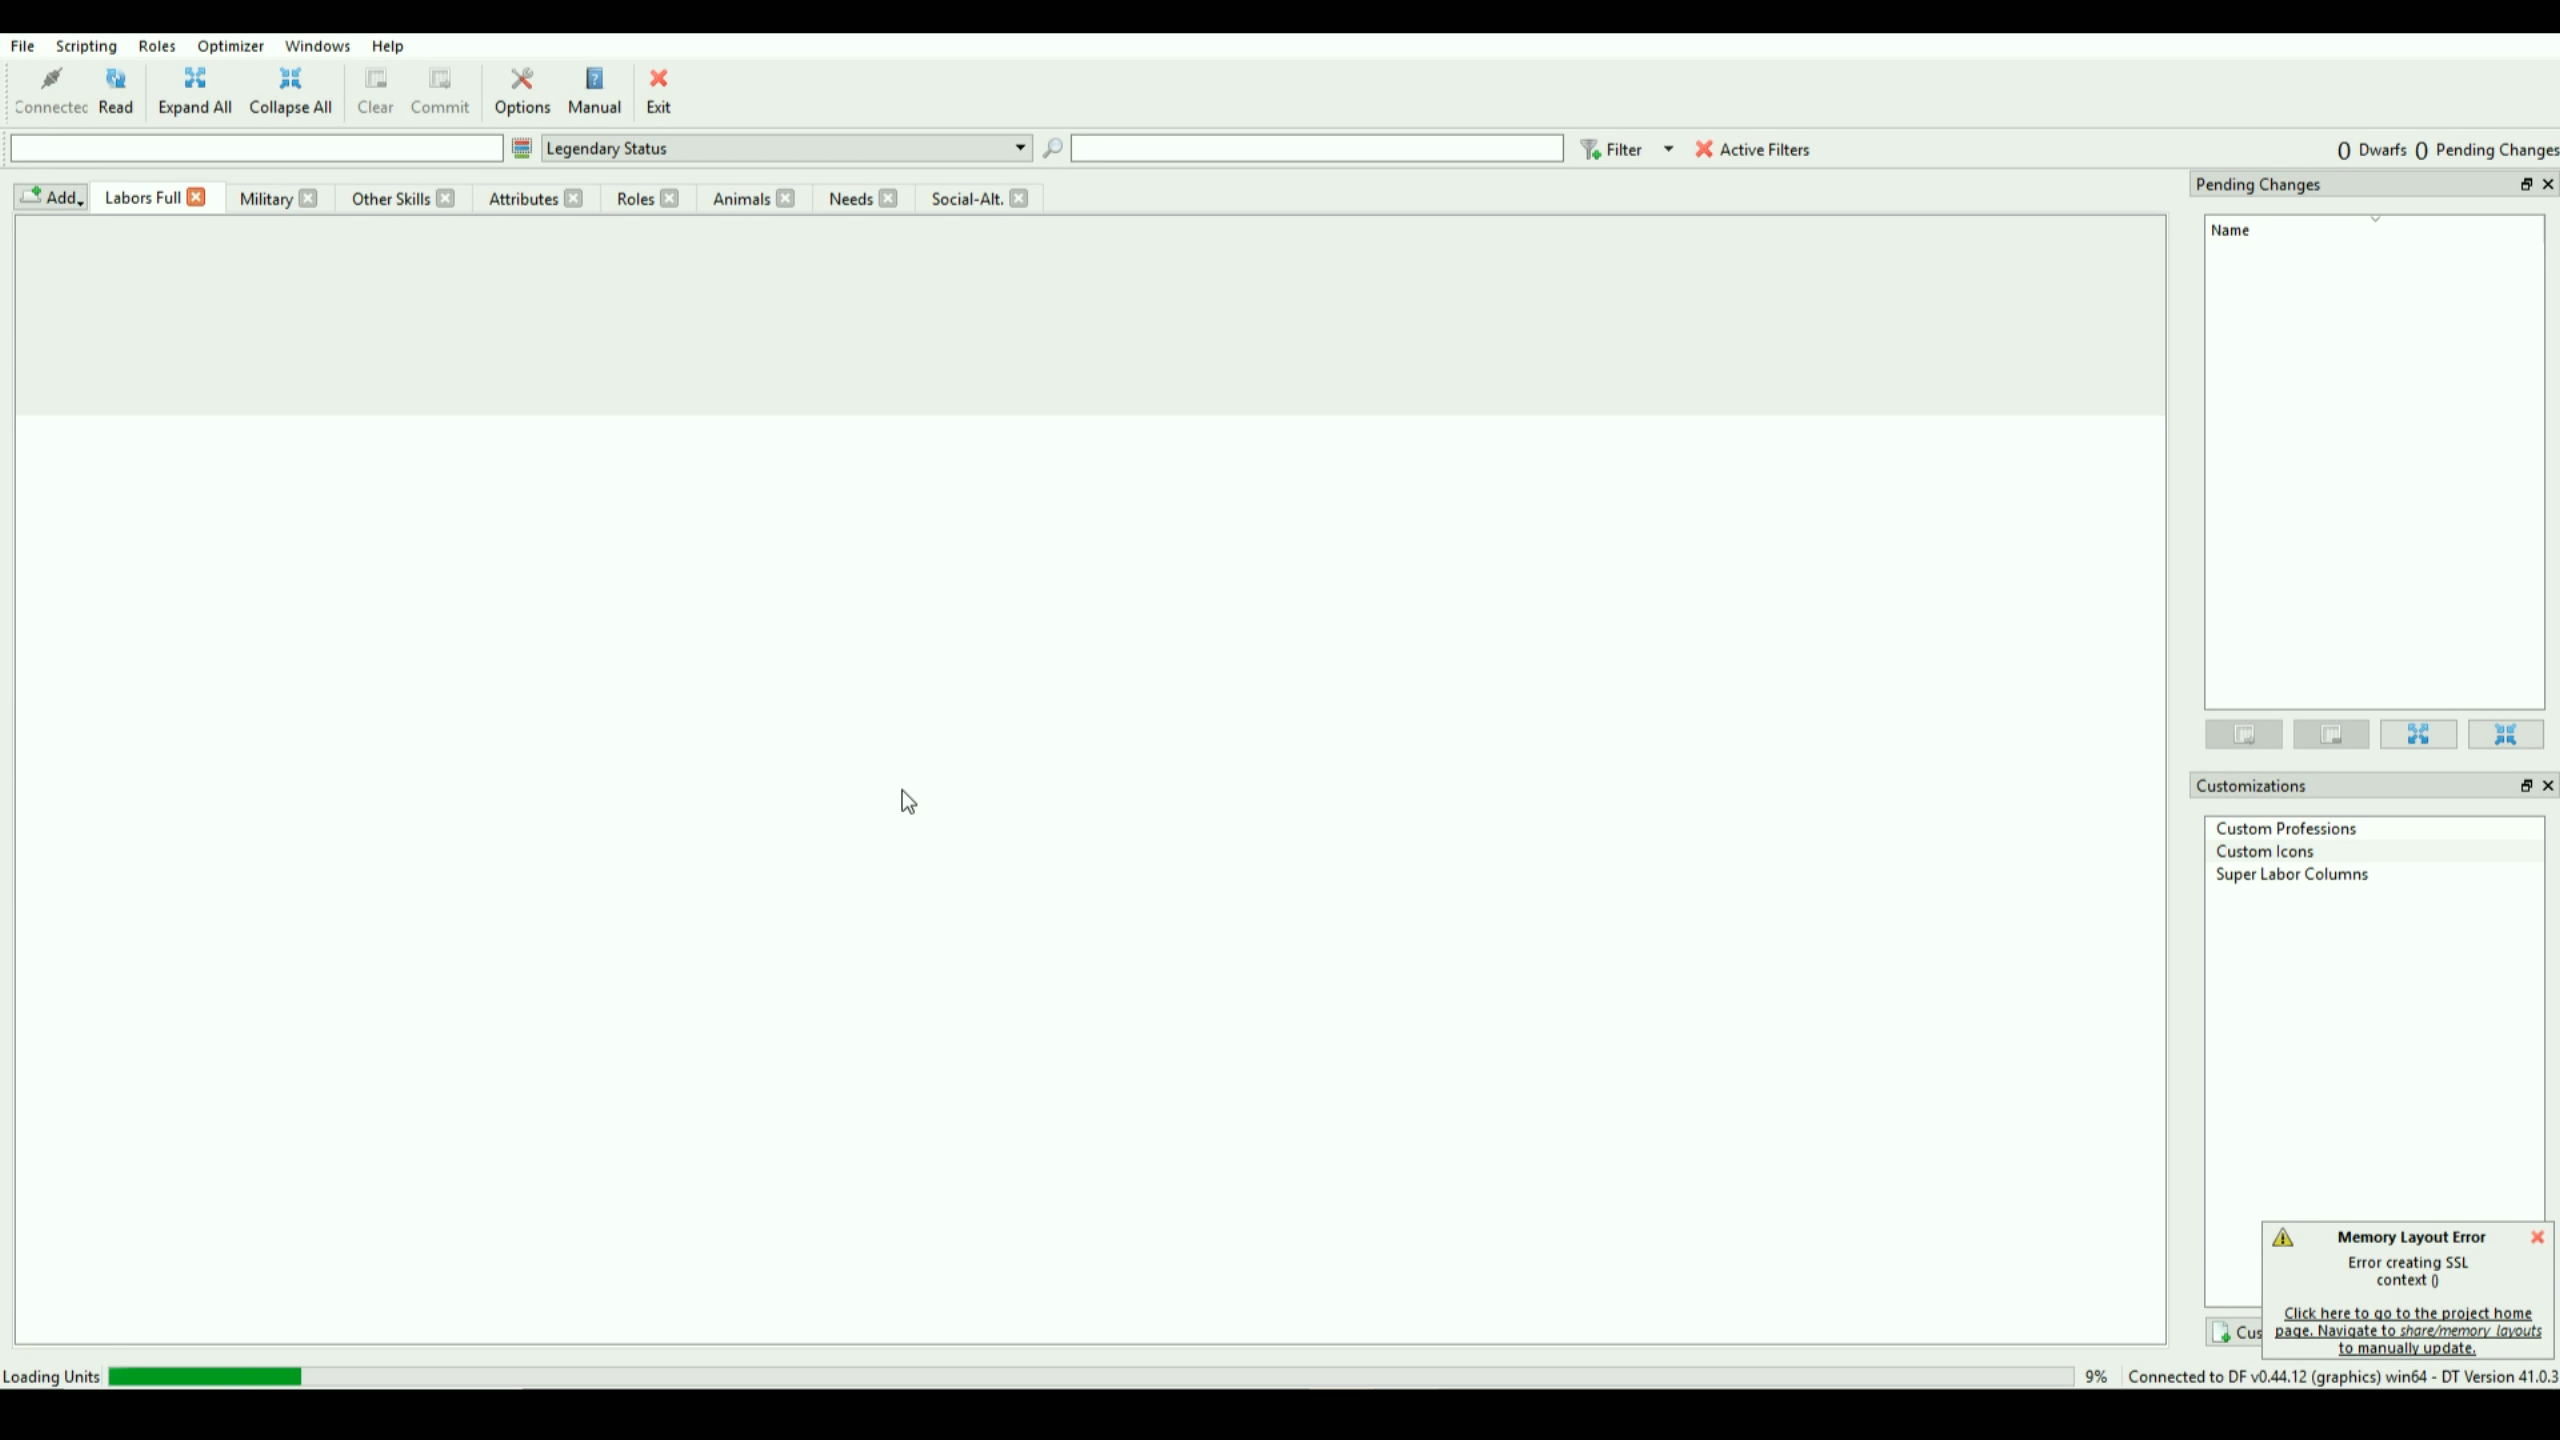 File Scripting Roles Optimizer Windows Help
Connected Read Expand All Collapse All Clear Commit Options Manual Exit
Legendary Status Filter Active Filters 0 Dwarfs 0 Pending Changes
Add Labors Full Military Other Skills Attributes Roles Animals Needs Social-Alt.
Pending Changes
Name
Customizations
Custom Professions
Custom Icons
Super Labor Columns
Memory Layout Error
Error creating SSL
context ()
Click here to go to the project home
page. Navigate to share/memory_layouts
to manually update.
Cus
Loading Units 9% Connected to DF v0.44.12 (graphics) win64 - DT Version 41.0.3